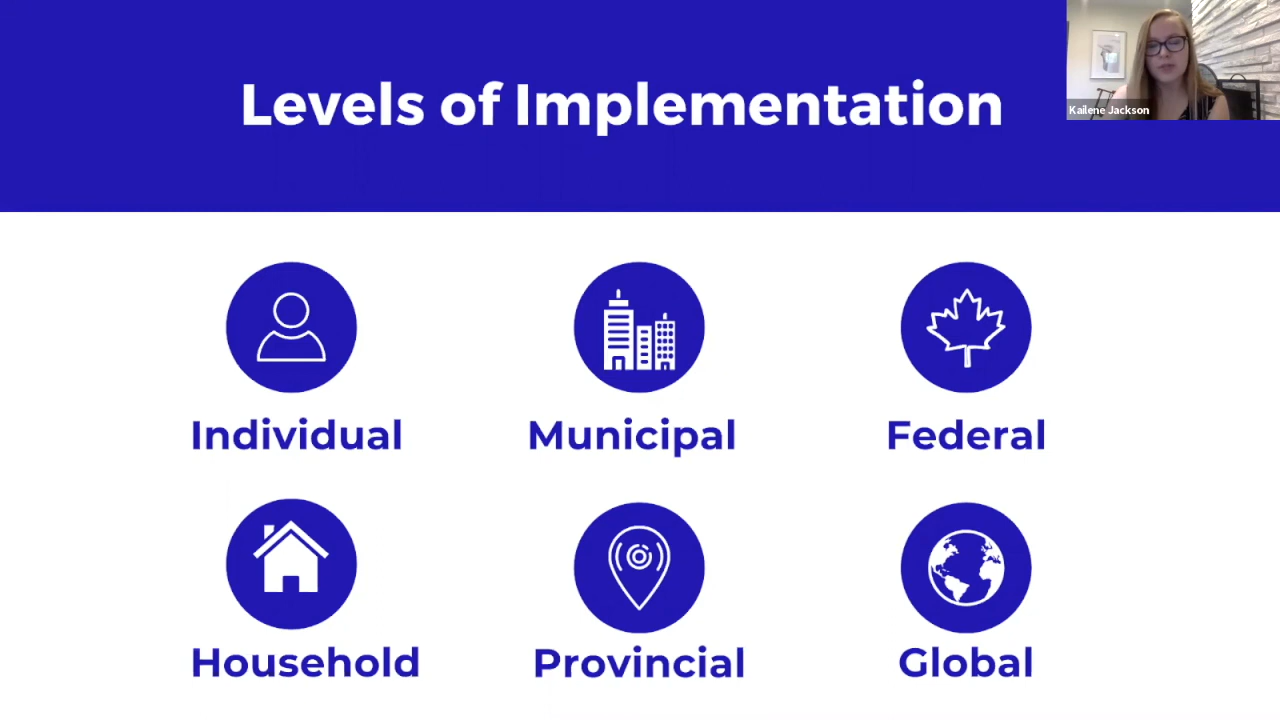 Levels of Implementation
Kailene Jackson
Individual
Municipal
Federal
Household
Provincial
Global